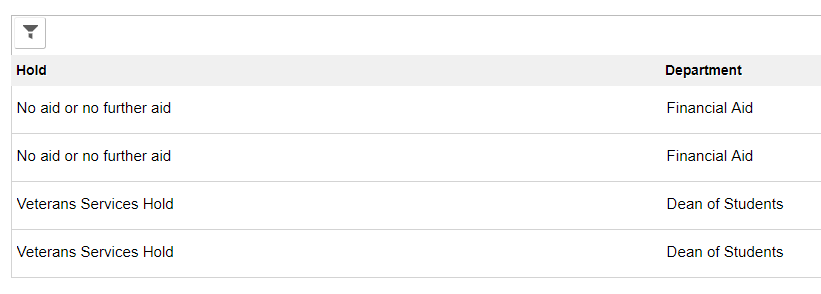 Hold Department
No aid or no further aid Financial Aid
No aid or no further aid Financial Aid
Veterans Services Hold Dean of Students
Veterans Services Hold Dean of Students